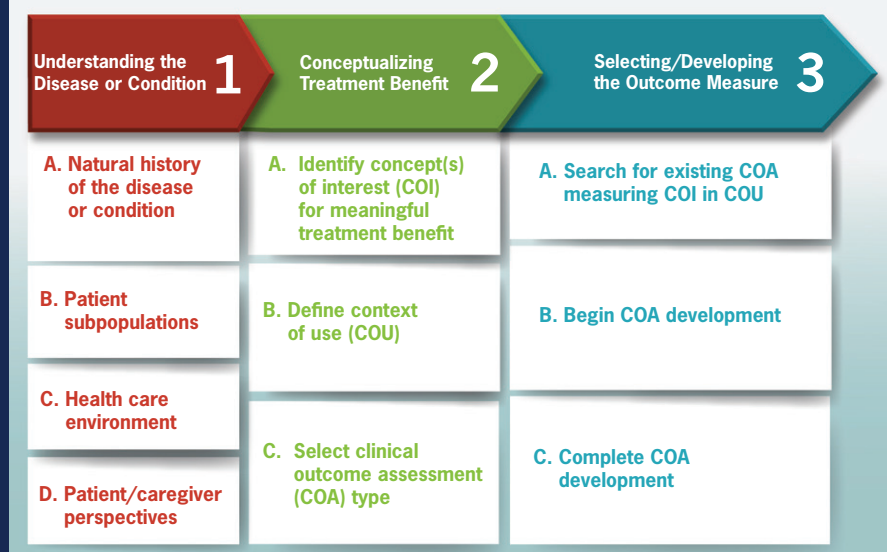 Understanding the
Disease or Condition 1
Conceptualizing
Treatment Benefit 2
Selecting/Developing
the Outcome Measure 3
A. Natural history
of the disease
or condition
B. Patient
subpopulations
C. Health care
environment
D. Patient/caregiver
perspectives
A. Identify concept(s)
of interest (COI)
for meaningful
treatment benefit
B. Define context
of use (COU)
C. Select clinical
outcome assessment
(COA) type
A. Search for existing COA
measuring COI in COU
B. Begin COA development
C. Complete COA
development